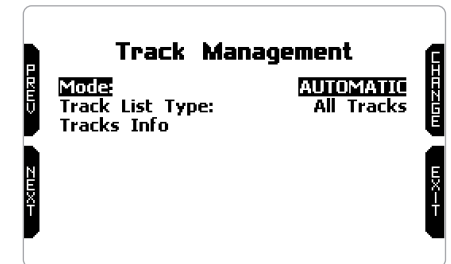 Track Management
PREV
CHANGE
Mode: AUTOMATIC
Track List Type: All Tracks
Tracks Info
NEXT
EXIT